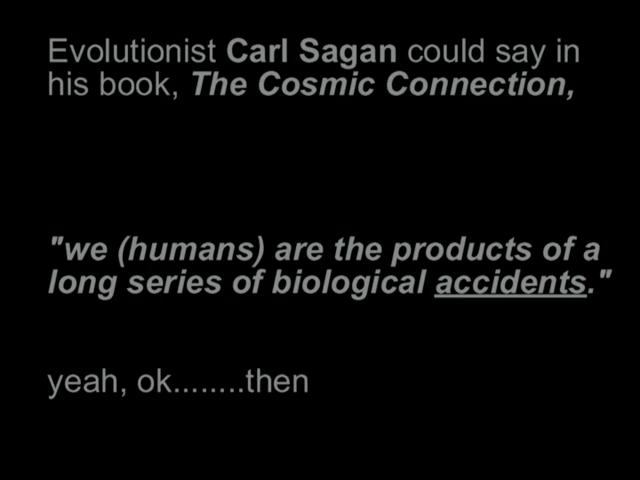 Evolutionist Carl Sagan could say in
his book, The Cosmic Connection,
"we (humans) are the products of a
long series of biological accidents."
yeah, ok........then